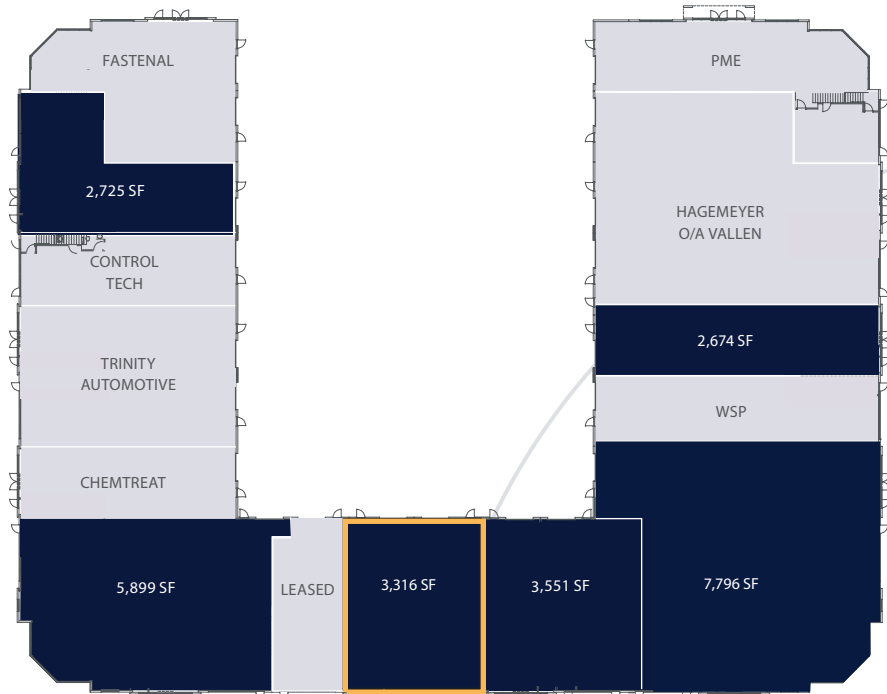 FASTENAL
2,725 SF
CONTROL
TECH
TRINITY
AUTOMOTIVE
CHEMTREAT
5,899 SF
LEASED
3,316 SF
3,551 SF
7,796 SF
WSP
2,674 SF
HAGEMEYER
O/A VALLEN
PME